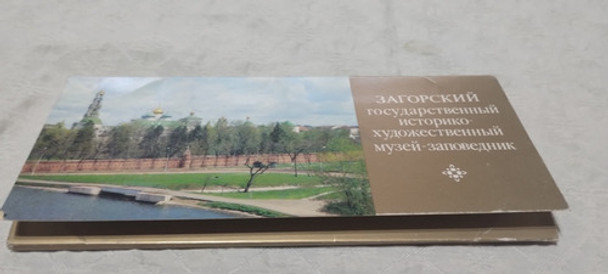 ЗАГОРСКИЙ
государственный
историко-
художественный
музей-заповедник